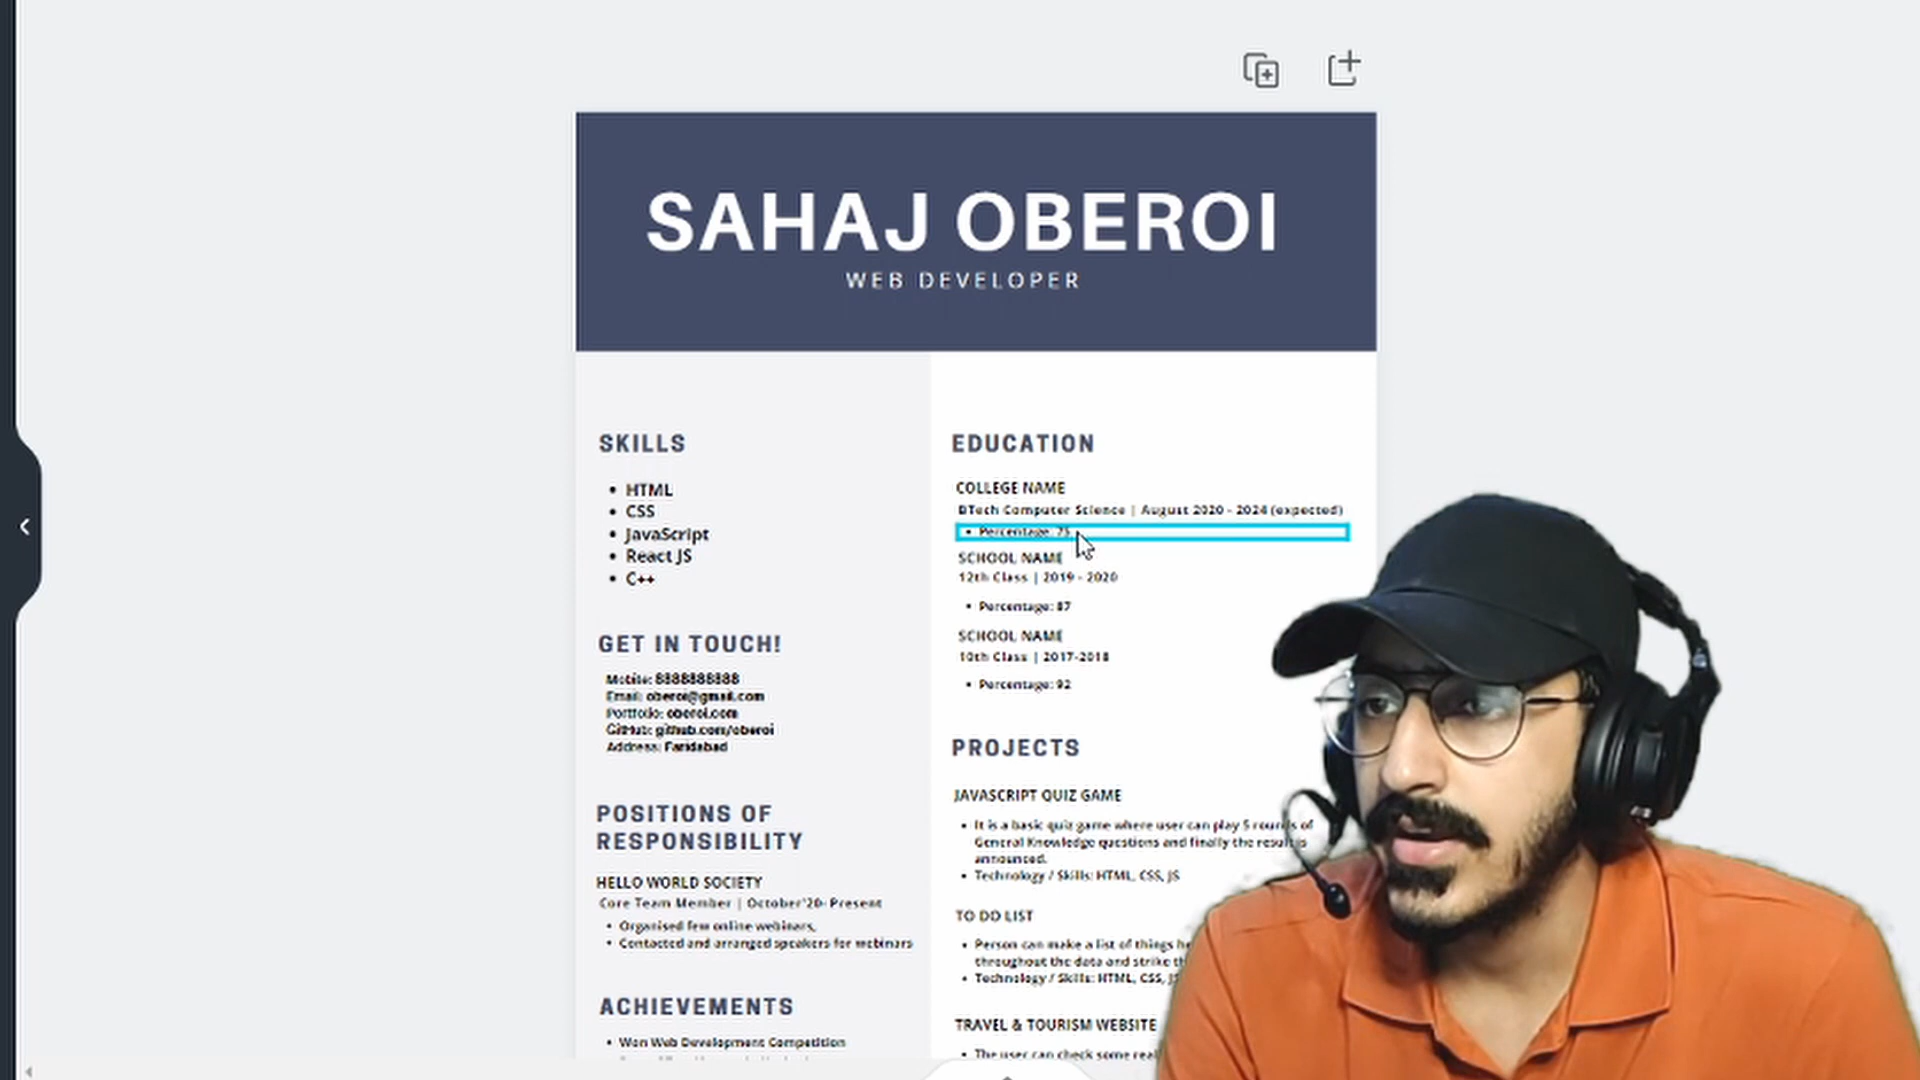 SAHAJ OBEROI
WEB DEVELOPER
SKILLS
• HTML
• CSS
• JavaScript
• React JS
• C++
GET IN TOUCH!
Mobile: 8888888888
Email: oberoi@gmail.com
Portfolio: oberoi.com
GitHub: github.com/oberoi
Address: Faridabad
POSITIONS OF
RESPONSIBILITY
HELLO WORLD SOCIETY
Core Team Member | October'20- Present
• Organised few online webinars,
• Contacted and arranged speakers for webinars
ACHIEVEMENTS
• Won Web Development Competition
EDUCATION
COLLEGE NAME
BTech Computer Science | August 2020 - 2024 (expected)
• Percentage: 75
SCHOOL NAME
12th Class | 2019 - 2020
• Percentage: 87
SCHOOL NAME
10th Class | 2017-2018
• Percentage: 92
PROJECTS
JAVASCRIPT QUIZ GAME
• It is a basic quiz game where user can play 5 rounds of
General Knowledge questions and finally the result is
announced.
• Technology / Skills: HTML, CSS, JS
TO DO LIST
• Person can make a list of things
throughout the data and strike
• Technology / Skills: HTML, CSS,
TRAVEL & TOURISM WEBSITE
• The user can check some